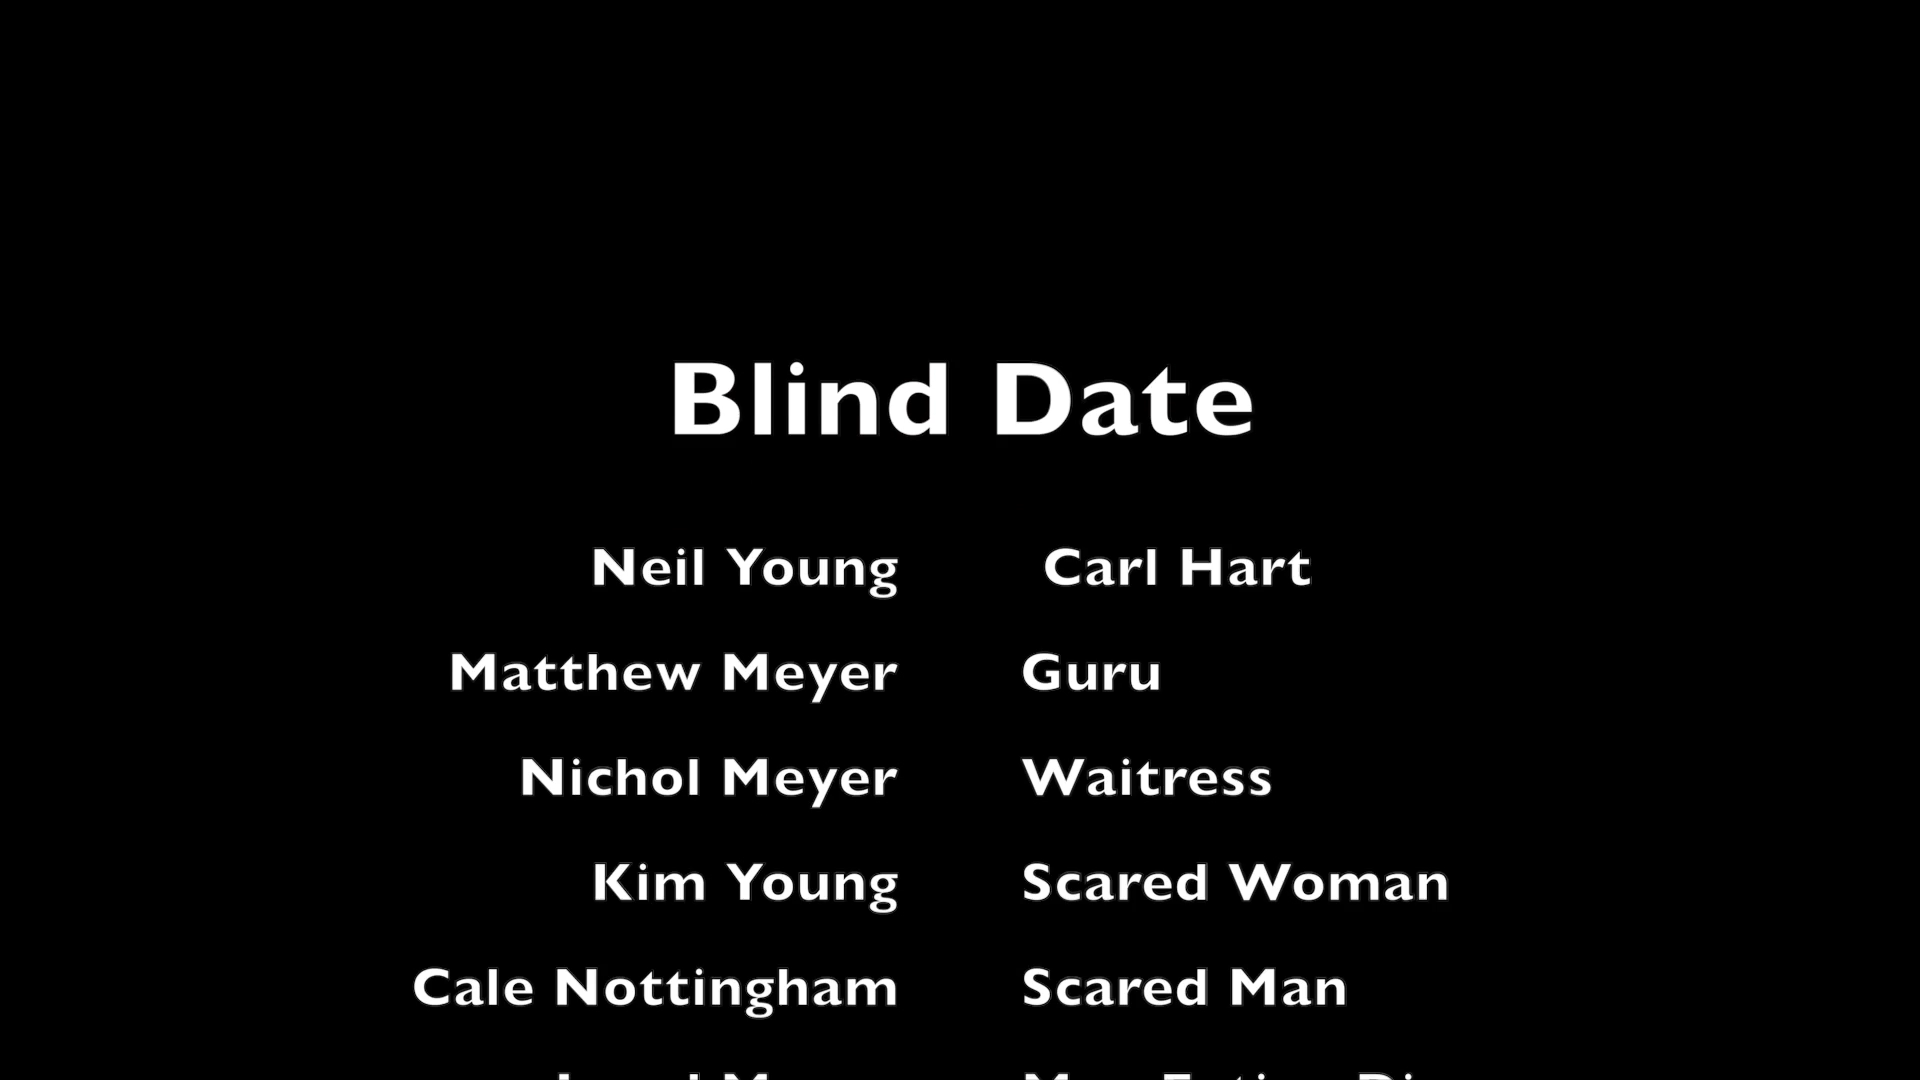 Blind Date
Neil Young Carl Hart
Matthew Meyer Guru
Nichol Meyer Waitress
Kim Young Scared Woman
Cale Nottingham Scared Man